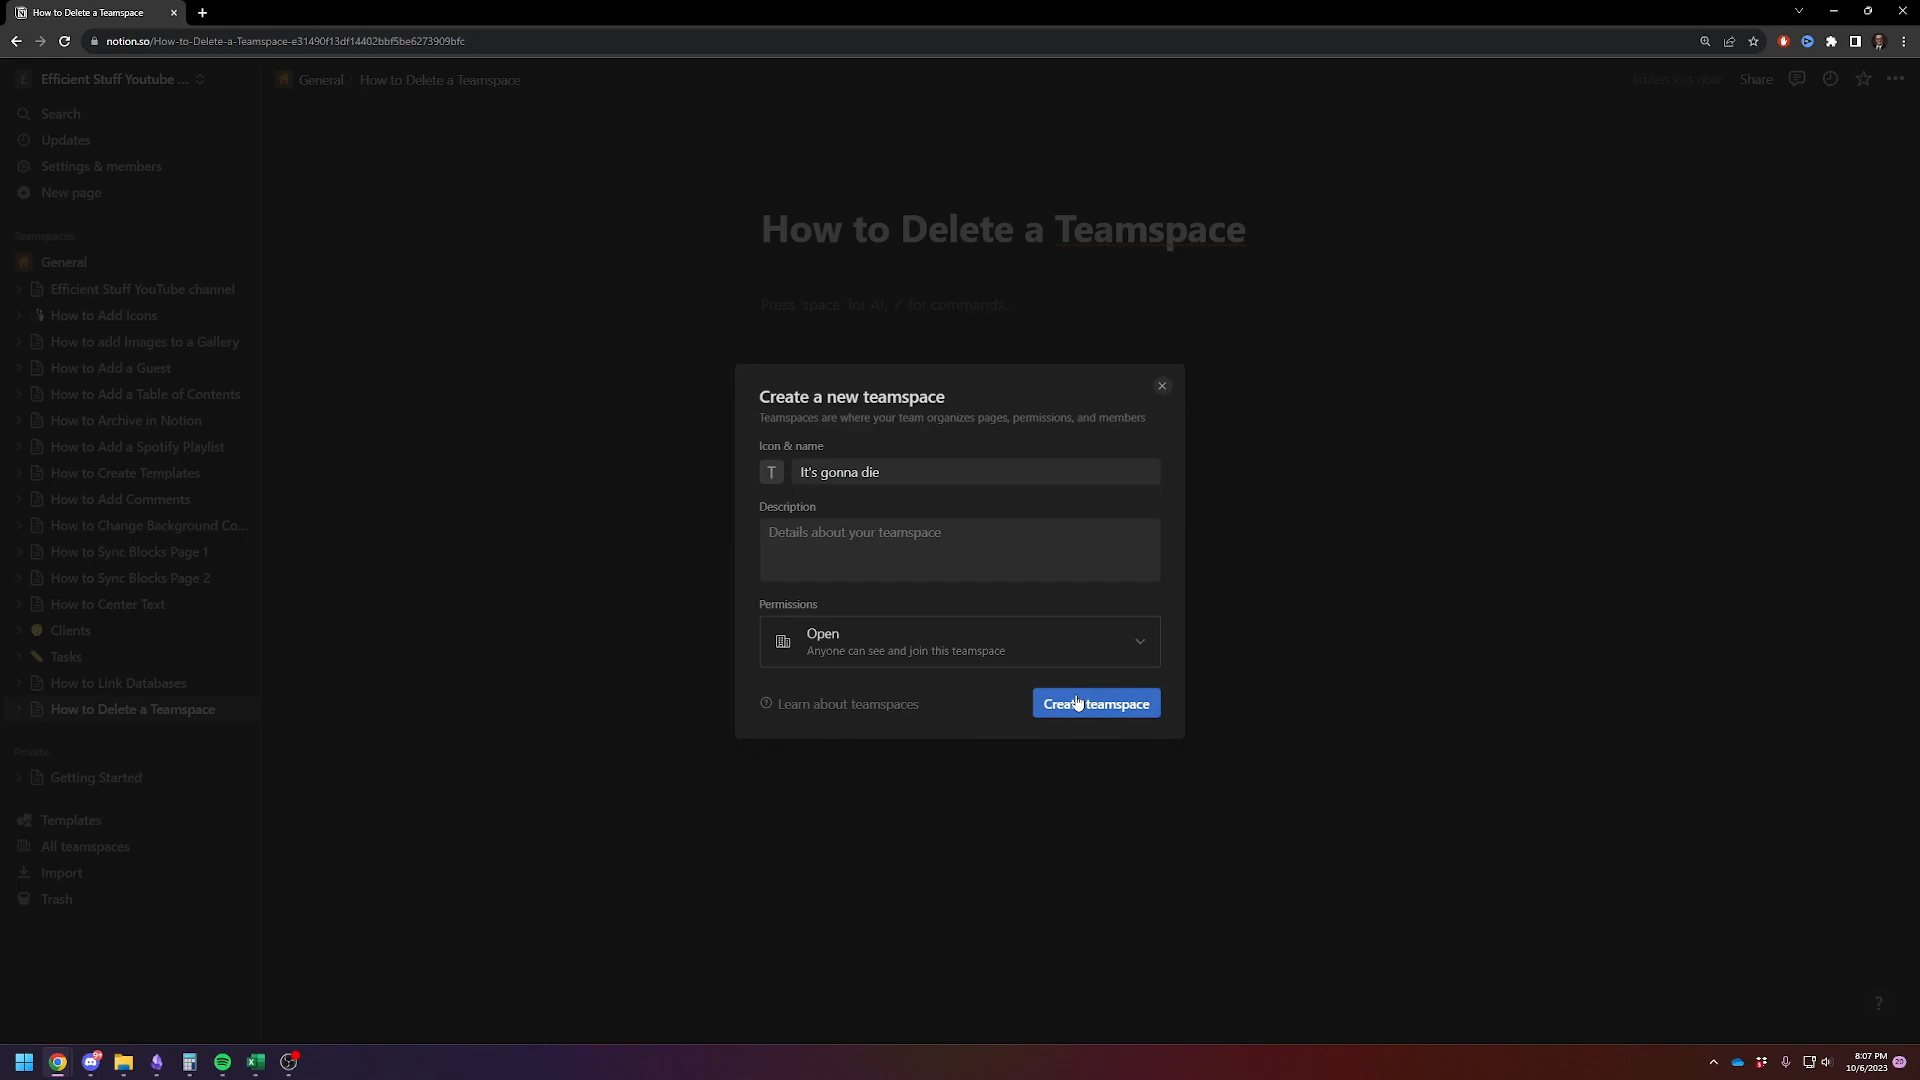 How to Delete a Teamspace
notion.so/How-to-Delete-a-Teamspace-e31490f13df14402bbf5be6273909bfc
E Efficient Stuff Youtube ...
General / How to Delete a Teamspace
Edited just now
Share
Search
Updates
Settings & members
New page
Teamspaces
General
Efficient Stuff YouTube channel
How to Add Icons
How to add Images to a Gallery
How to Add a Guest
How to Add a Table of Contents
How to Archive in Notion
How to Add a Spotify Playlist
How to Create Templates
How to Add Comments
How to Change Background Co...
How to Sync Blocks Page 1
How to Sync Blocks Page 2
How to Center Text
Clients
Tasks
How to Link Databases
How to Delete a Teamspace
Private
Getting Started
Templates
All teamspaces
Import
Trash
How to Delete a Teamspace
Press 'space' for AI, '/' for commands...
Create a new teamspace
Teamspaces are where your team organizes pages, permissions, and members
Icon & name
T It's gonna die
Description
Details about your teamspace
Permissions
Open
Anyone can see and join this teamspace
Learn about teamspaces
Create teamspace
?
8:07 PM
10/6/2023
20